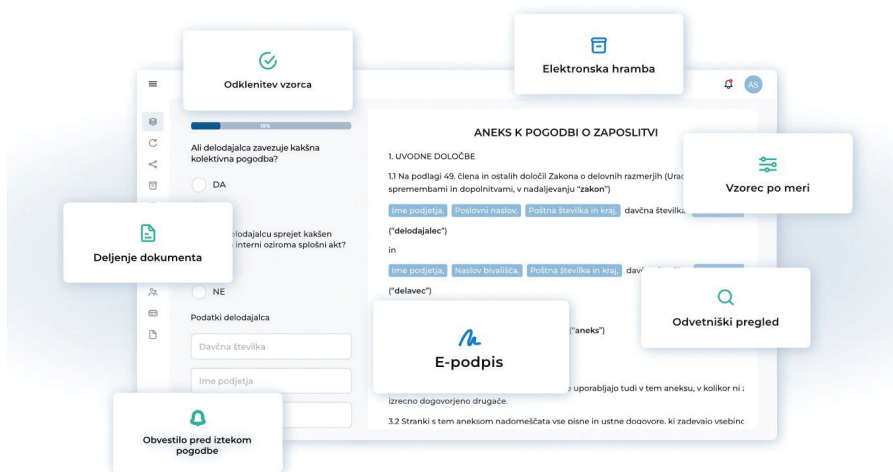 Odklenitev vzorca
Elektronska hramba
AS
18%
ANEKS K POGODBI O ZAPOSLITVI
Ali delodajalca zavezuje kakšna
kolektivna pogodba?
1. UVODNE DOLOČBE
1.1 Na podlagi 49. člena in ostalih določil Zakona o delovnih razmerjih
spremembami in dopolnitvami, v nadaljevanju "zakon")
DA
Vzorec po meri
Ime podjetja, Poslovni naslov, Poštna številka in kraj, davčna številka
("delodajalec")
sprejet kakšen
interni oziroma splošni akt?
in
Deljenje dokumenta
Ime podjetja, Naslov bivališča, Poštna številka in kraj,
("delavec")
NE
Podatki delodajalca
Odvetniški pregled
("aneks")
Davčna številka
E-podpis
Ime podjetja
uporabljajo tudi v tem aneksu, v kolikor ni
izrecno dogovorjeno drugače.
3.2 Stranki s tem aneksom nadomeščata vse pisne in ustne dogovore, ki zadevajo
Obvestilo pred iztekom
pogodbe